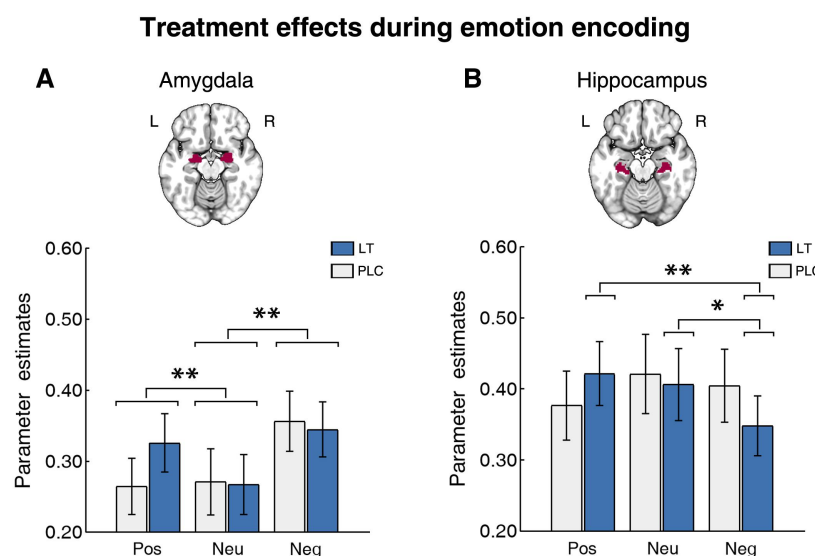 Treatment effects during emotion encoding
A
B
Amygdala
Hippocampus
L
R
L
R
0.60
0.50
0.40
0.30
0.20
Parameter estimates
LT
PLC
**
**
Pos
Neu
Neg
0.60
0.50
0.40
0.30
0.20
Parameter estimates
LT
PLC
**
*
Pos
Neu
Neg